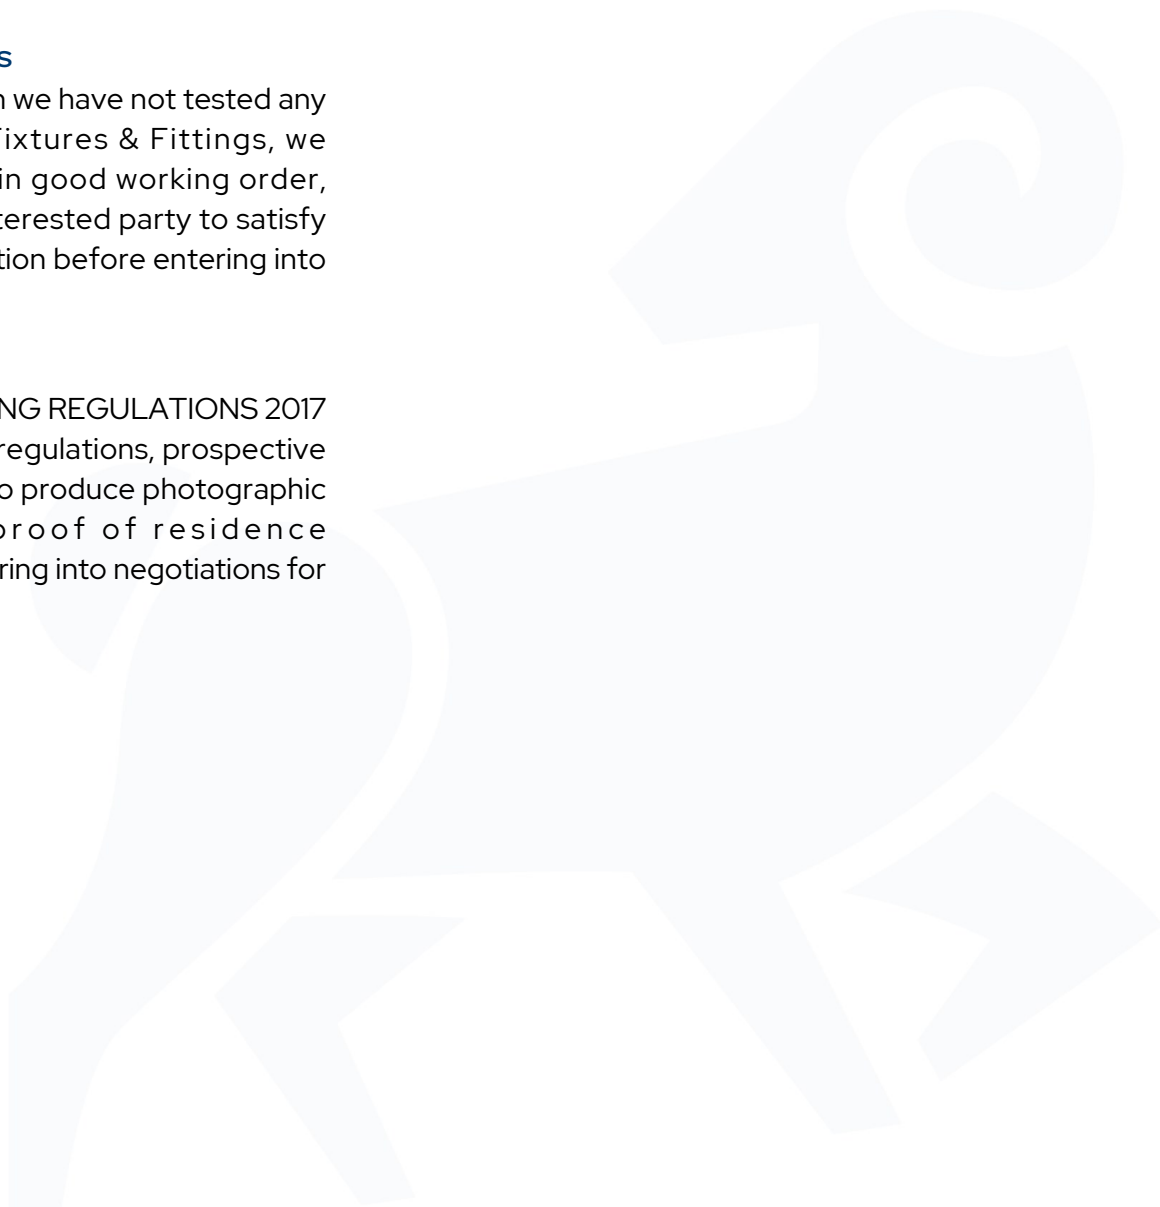 s
n we have not tested any
Fixtures & Fittings, we
in good working order,
terested party to satisfy
tion before entering into
NG REGULATIONS 2017
regulations, prospective
o produce photographic
proof of residence
ring into negotiations for